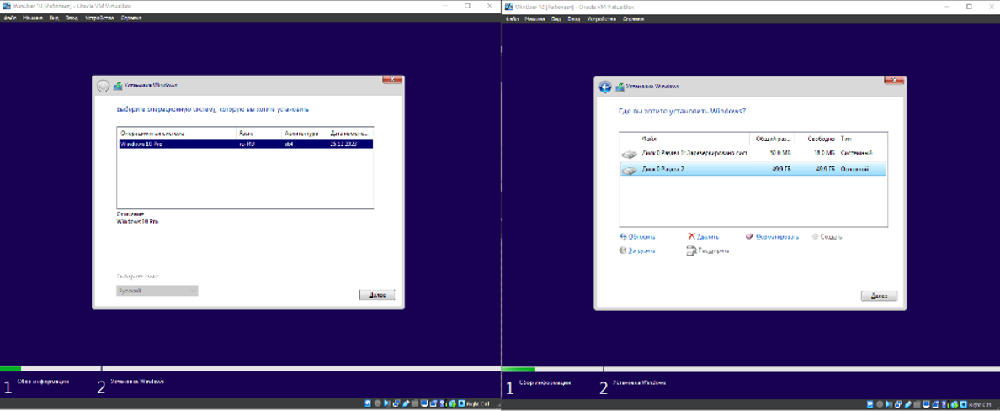 WinUser 10 [Работает] - Oracle VM VirtualBox
Файл Машина Вид Ввод Устройства Справка
Установка Windows
Выберите операционную систему, которую вы хотите установить
Операционная система Язык Архитектура Дата измене...
Windows 10 Pro ru-RU x64 25.12.2023
Описание:
Windows 10 Pro
Выберите язык:
Русский
Далее
1 Сбор информации 2 Установка Windows
Right Ctrl
WinUser 10 [Работает] - Oracle VM VirtualBox
Файл Машина Вид Ввод Устройства Справка
Установка Windows
Где вы хотите установить Windows?
Файл Общий раз... Свободно Тип
Диск 0 Раздел 1: Зарезервировано сист 50.0 МБ 18.0 МБ Системный
Диск 0 Раздел 2 49.9 ГБ 49.9 ГБ Основной
Обновить Удалить Форматировать Создать
Загрузить Расширить
Далее
1 Сбор информации 2 Установка Windows
Right Ctrl